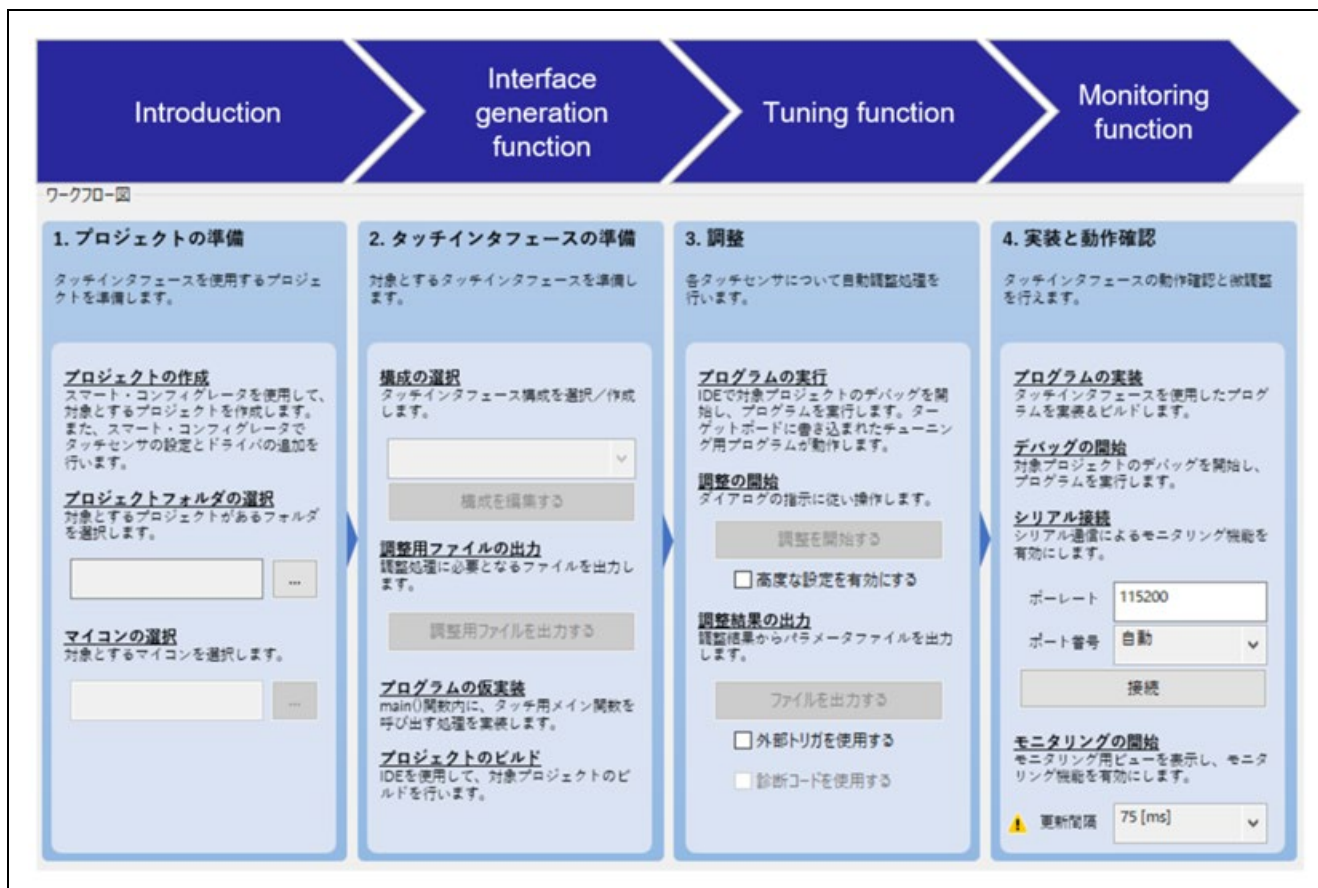 Introduction
Interface
generation
function
Tuning function
Monitoring
function
ワークフロー図
1. プロジェクトの準備
タッチインタフェースを使用するプロジェ
クトを準備します。
プロジェクトの作成
スマート・コンフィグレータを使用して、
対象とするプロジェクトを作成します。
また、スマート・コンフィグレータで
タッチセンサの設定とドライバの追加を
行います。
プロジェクトフォルダの選択
対象とするプロジェクトがあるフォルダ
を選択します。
...
マイコンの選択
対象とするマイコンを選択します。
...
2. タッチインタフェースの準備
対象とするタッチインタフェースを準備し
ます。
構成の選択
タッチインタフェース構成を選択／作成
します。
構成を編集する
調整用ファイルの出力
調整処理に必要となるファイルを出力し
ます。
調整用ファイルを出力する
プログラムの仮実装
main()関数内に、タッチ用メイン関数を
呼び出す処理を実装します。
プロジェクトのビルド
IDEを使用して、対象プロジェクトのビ
ルドを行います。
3. 調整
各タッチセンサについて自動調整処理を
行います。
プログラムの実行
IDEで対象プロジェクトのデバッグを開
始し、プログラムを実行します。ター
ゲットボードに書き込まれたチューニン
グ用プログラムが動作します。
調整の開始
ダイアログの指示に従い操作します。
調整を開始する
高度な設定を有効にする
調整結果の出力
調整結果からパラメータファイルを出力
します。
ファイルを出力する
外部トリガを使用する
診断コードを使用する
4. 実装と動作確認
タッチインタフェースの動作確認と微調整
を行えます。
プログラムの実装
タッチインタフェースを使用したプログ
ラムを実装&ビルドします。
デバッグの開始
対象プロジェクトのデバッグを開始し、
プログラムを実行します。
シリアル接続
シリアル通信によるモニタリング機能を
有効にします。
ボーレート 115200
ポート番号 自動
接続
モニタリングの開始
モニタリング用ビューを表示し、モニタ
リング機能を有効にします。
更新間隔 75 [ms]